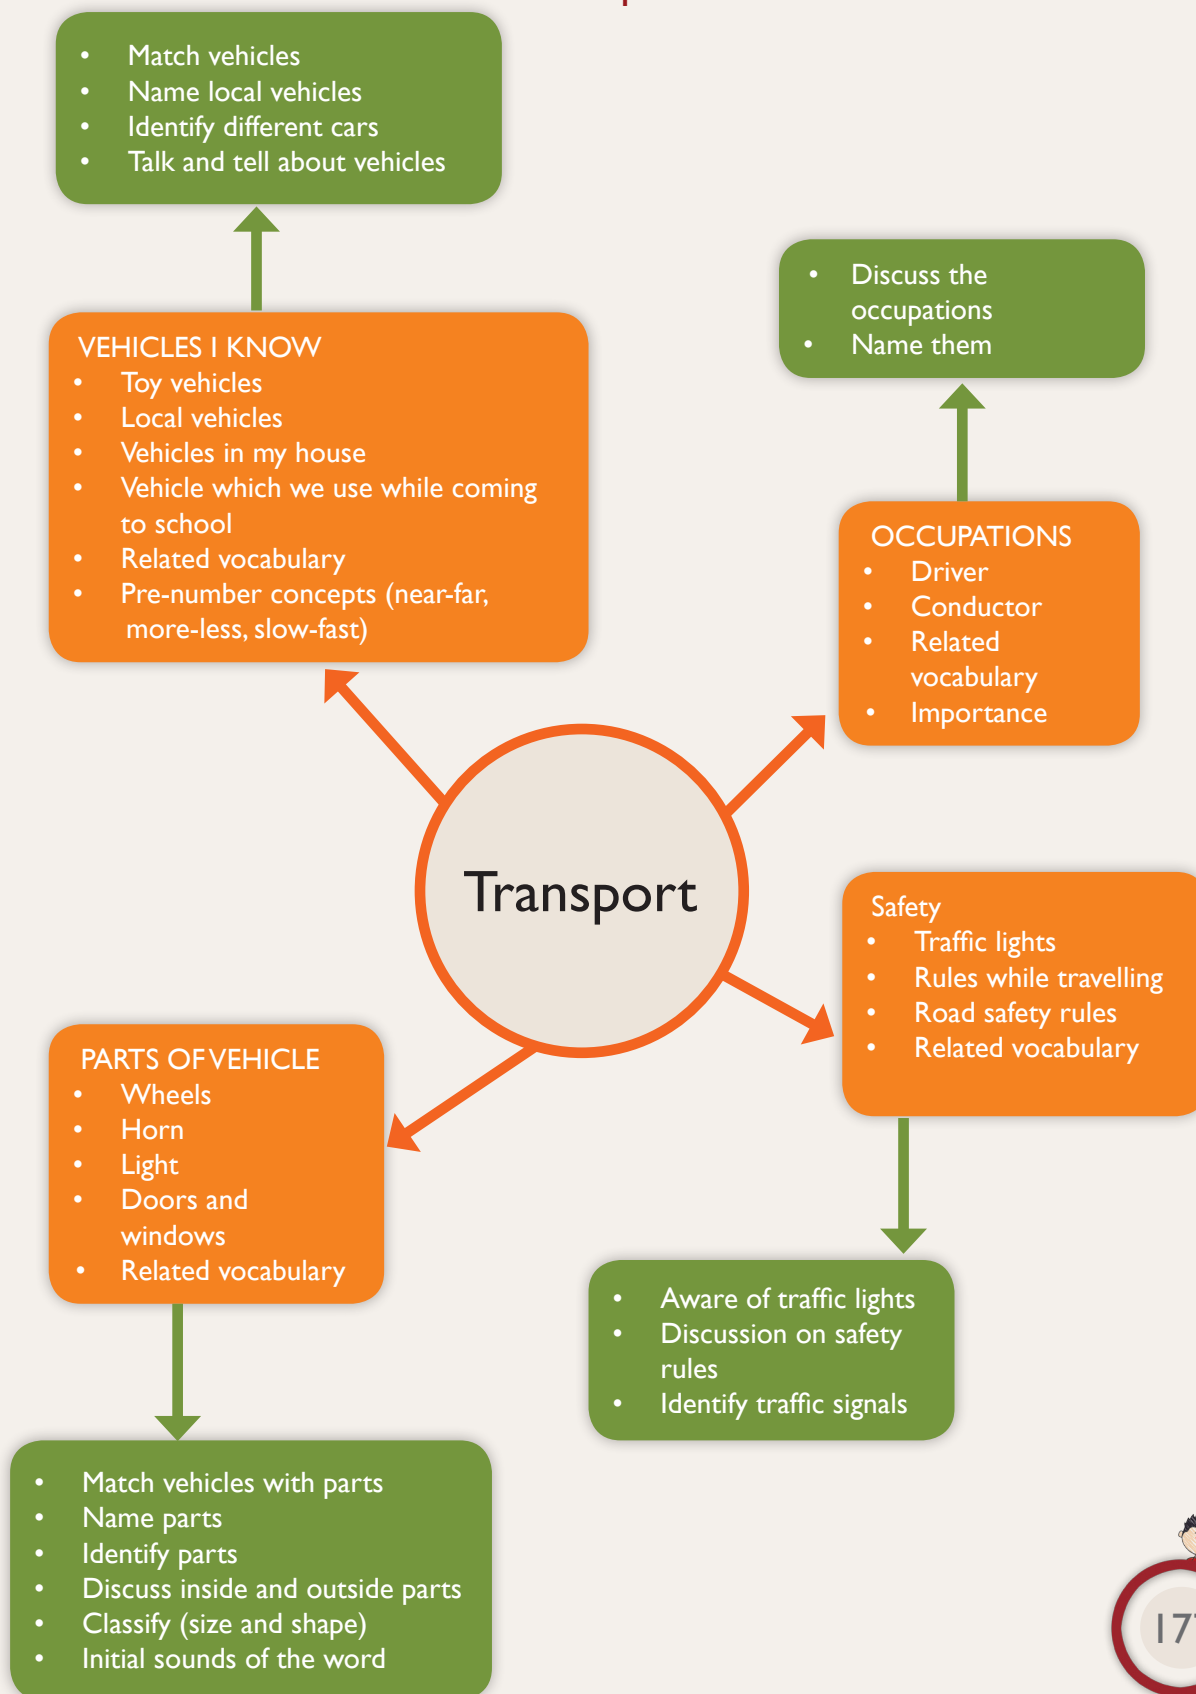 • Match vehicles
• Name local vehicles
• Identify different cars
• Talk and tell about vehicles
• Discuss the
occupations
• Name them
VEHICLES I KNOW
• Toy vehicles
• Local vehicles
• Vehicles in my house
• Vehicle which we use while coming
to school
• Related vocabulary
• Pre-number concepts (near-far,
more-less, slow-fast)
OCCUPATIONS
• Driver
• Conductor
• Related
vocabulary
• Importance
Transport
Safety
• Traffic lights
• Rules while travelling
• Road safety rules
• Related vocabulary
PARTS OF VEHICLE
• Wheels
• Horn
• Light
• Doors and
windows
• Related vocabulary
• Aware of traffic lights
• Discussion on safety
rules
• Identify traffic signals
• Match vehicles with parts
• Name parts
• Identify parts
• Discuss inside and outside parts
• Classify (size and shape)
• Initial sounds of the word